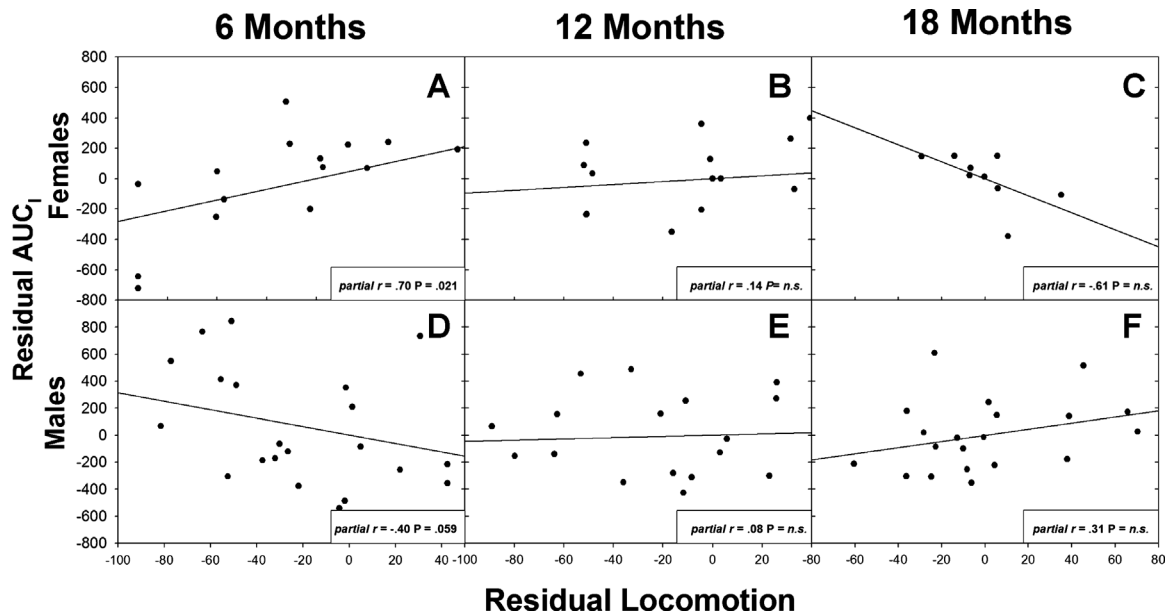 6 Months 12 Months 18 Months
Residual AUC_I
Females
Males
800
600
400
200
0
-200
-400
-600
-800
A
partial r = .70 P = .021
B
partial r = .14 P= n.s.
C
partial r = -.61 P = n.s.
800
600
400
200
0
-200
-400
-600
-800
D
partial r = -.40 P = .059
E
partial r = .08 P = n.s.
F
partial r = .31 P = n.s.
-100 -80 -60 -40 -20 0 20 40 -100 -80 -60 -40 -20 0 20 -80 -60 -40 -20 0 20 40 60 80
Residual Locomotion